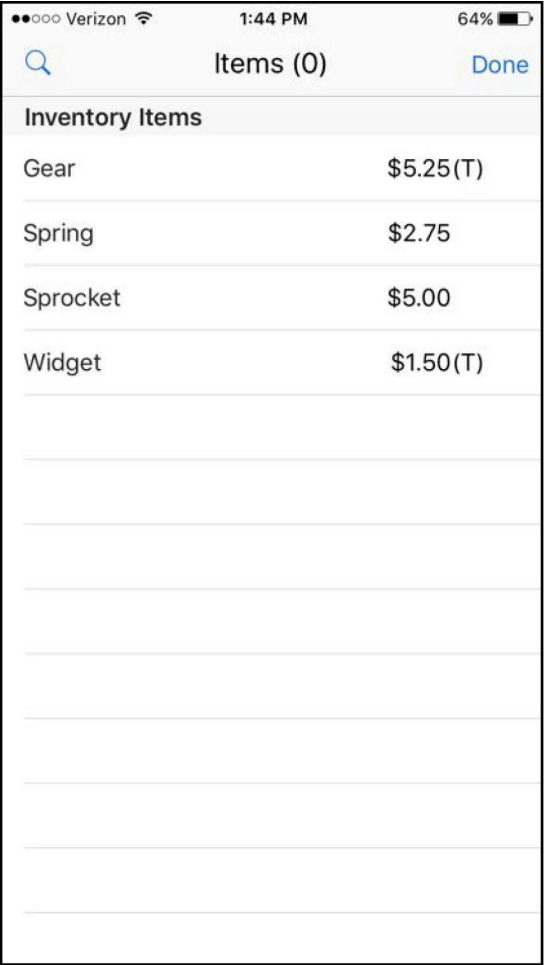 Verizon 1:44 PM 64%
Items (0) Done
Inventory Items
Gear $5.25(T)
Spring $2.75
Sprocket $5.00
Widget $1.50(T)